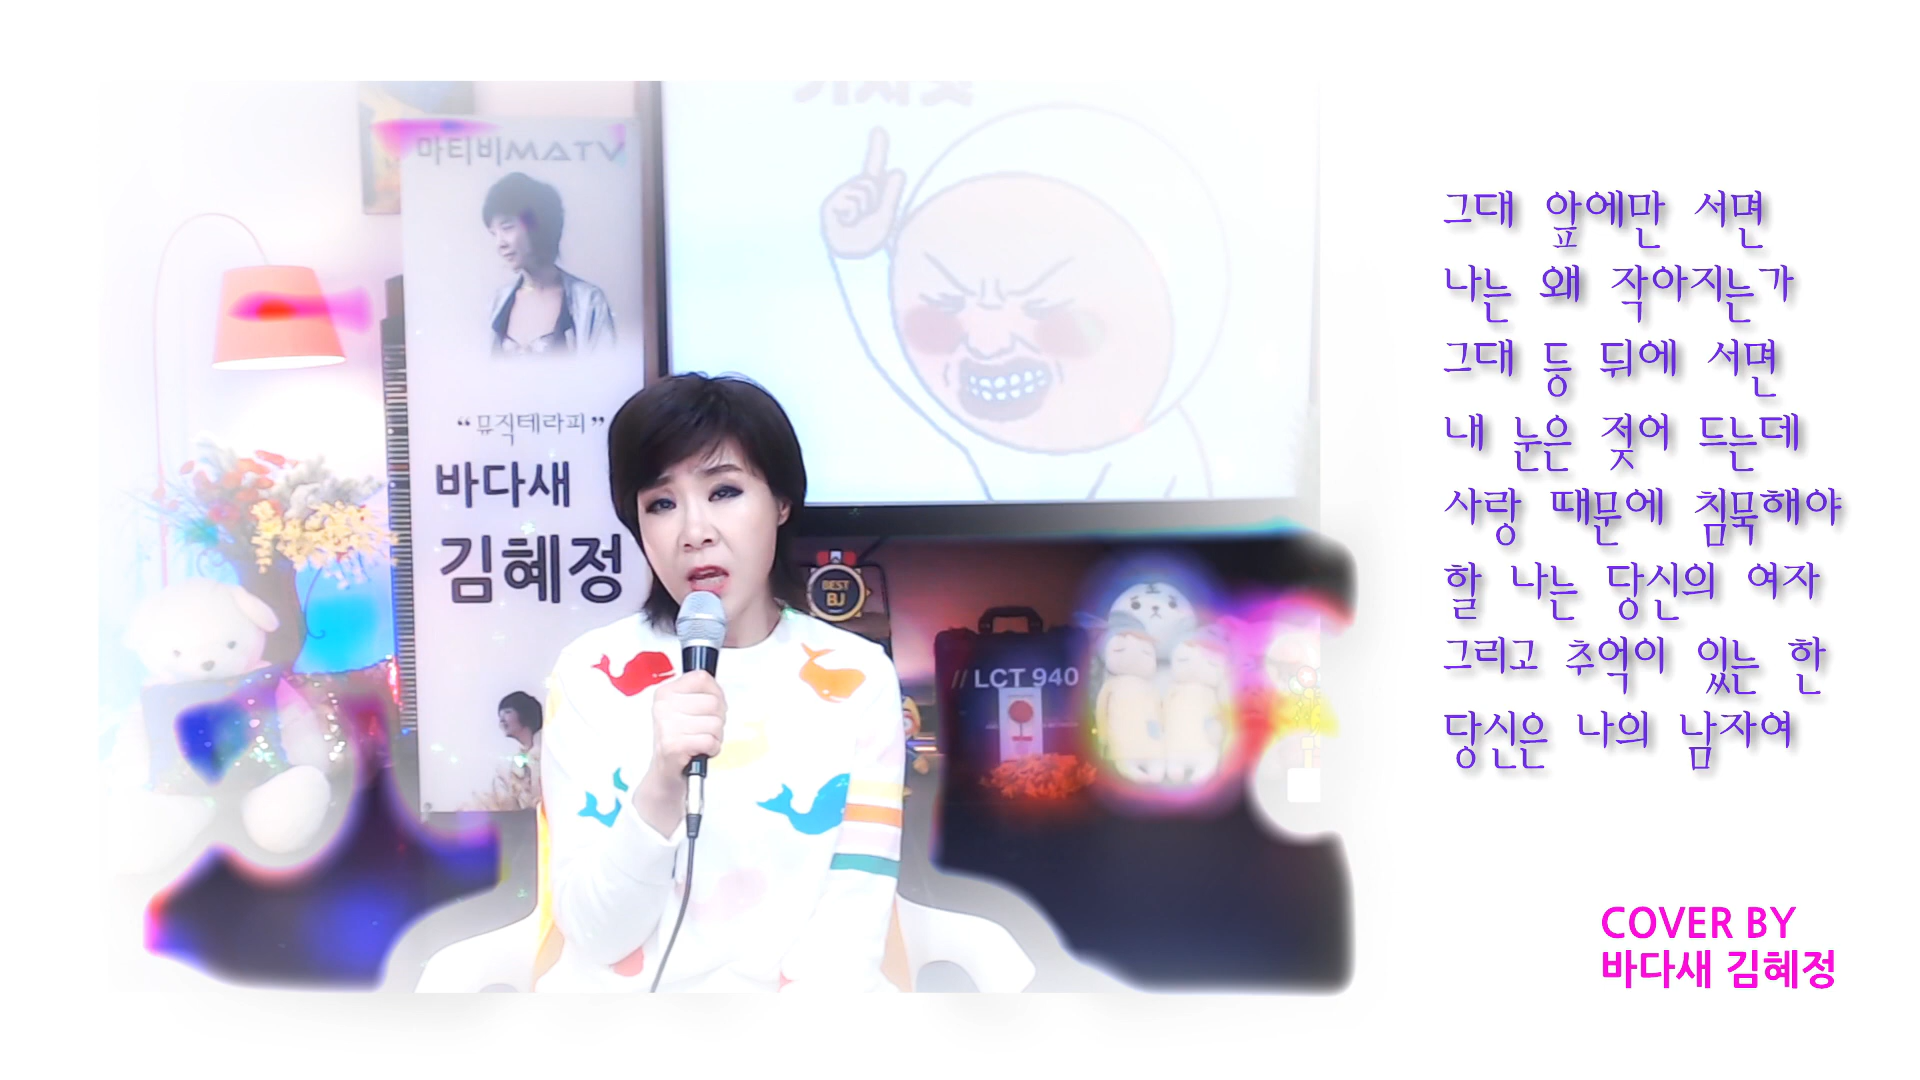 마티비MATV
“뮤직테라피”
바다새
김혜정
BEST
BJ
// LCT 940
그대 앞에만 서면
나는 왜 작아지는가
그대 등 뒤에 서면
내 눈은 젖어 드는데
사랑 때문에 침묵해야
할 나는 당신의 여자
그리고 추억이 있는 한
당신은 나의 남자여
COVER BY
바다새 김혜정